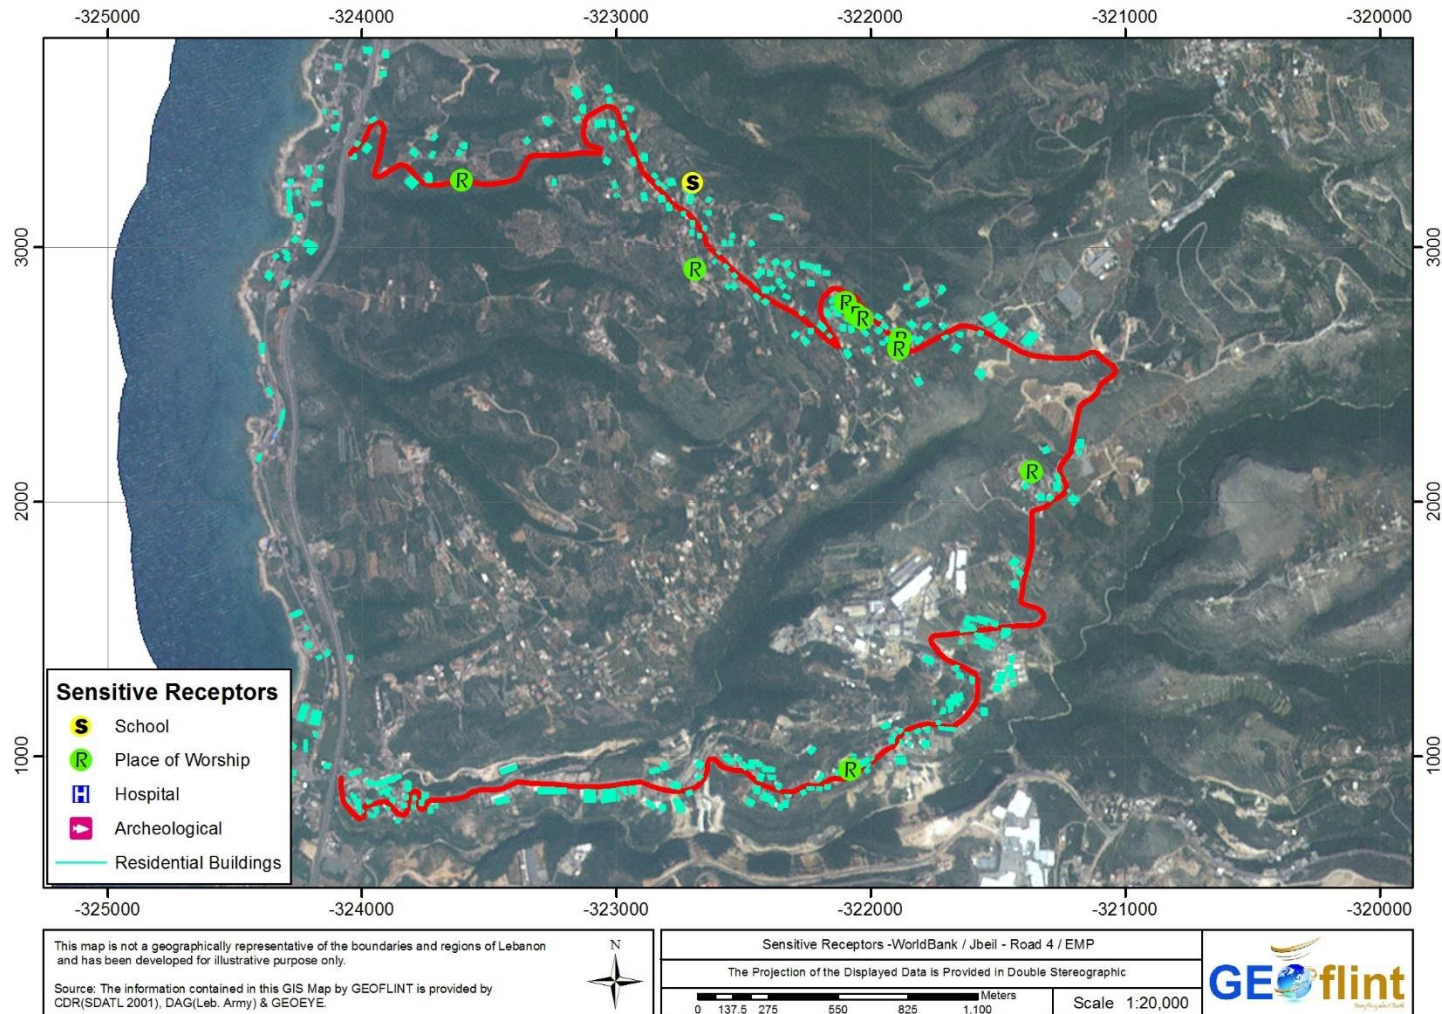 -325000 -324000 -323000 -322000 -321000 -320000
3000 3000
2000 2000
1000 1000
S
R
R
R
R
R
R
R
R
Sensitive Receptors
S School
R Place of Worship
H Hospital
Archeological
Residential Buildings
-325000 -324000 -323000 -322000 -321000 -320000
This map is not a geographically representative of the boundaries and regions of Lebanon
and has been developed for illustrative purpose only.
Source: The information contained in this GIS Map by GEOFLINT is provided by
CDR(SDATL 2001), DAG(Leb. Army) & GEOEYE.
N
Sensitive Receptors -WorldBank / Jbeil - Road 4 / EMP
The Projection of the Displayed Data is Provided in Double Stereographic
Meters
0 137.5 275 550 825 1.100
Scale 1:20,000
GEOflint